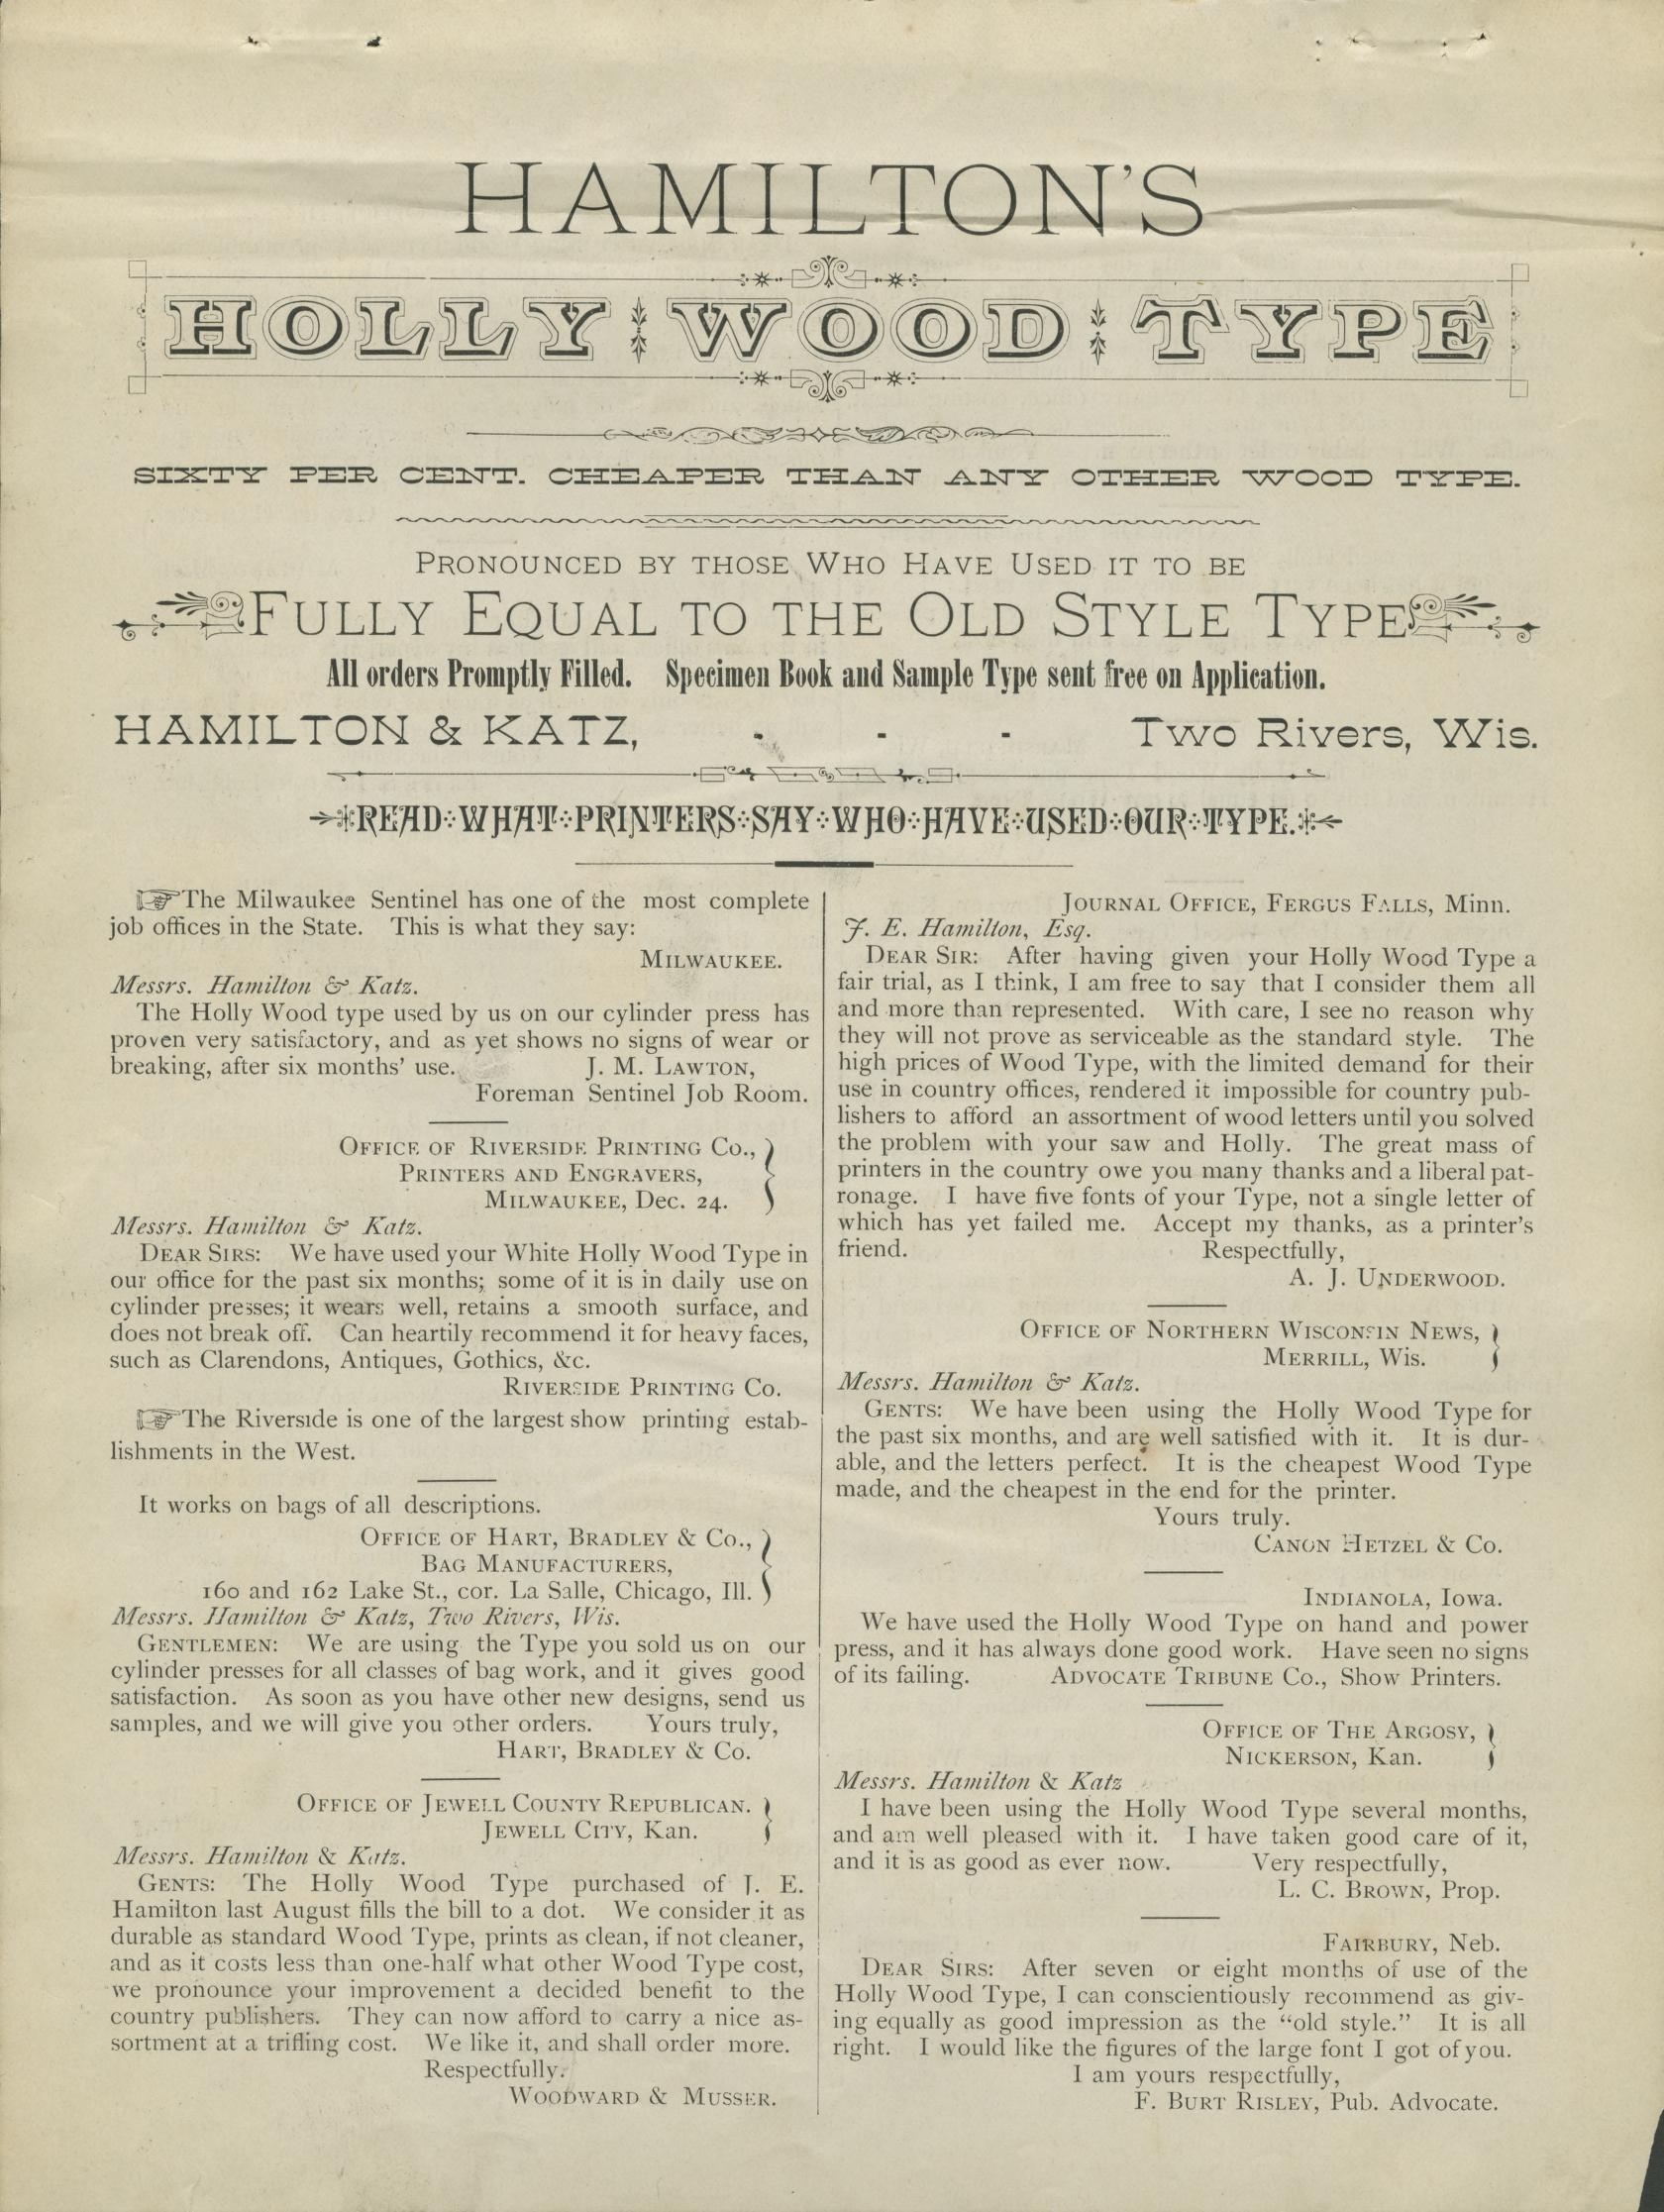 HAMILTON'S
HOLLY WOOD TYPE
SIXTY PER CENT. CHEAPER THAN ANY OTHER WOOD TYPE.
PRONOUNCED BY THOSE WHO HAVE USED IT TO BE
FULLY EQUAL TO THE OLD STYLE TYPE
All orders Promptly Filled. Specimen Book and Sample Type sent free on Application.
HAMILTON & KATZ, - - - Two Rivers, Wis.
READ WHAT PRINTERS SAY WHO HAVE USED OUR TYPE.
☞The Milwaukee Sentinel has one of the most complete
job offices in the State. This is what they say:
MILWAUKEE.
Messrs. Hamilton & Katz.
The Holly Wood type used by us on our cylinder press has
proven very satisfactory, and as yet shows no signs of wear or
breaking, after six months' use. J. M. LAWTON,
Foreman Sentinel Job Room.
OFFICE OF RIVERSIDE PRINTING Co.,
PRINTERS AND ENGRAVERS,
MILWAUKEE, Dec. 24.
Messrs. Hamilton & Katz.
DEAR SIRS: We have used your White Holly Wood Type in
our office for the past six months; some of it is in daily use on
cylinder presses; it wears well, retains a smooth surface, and
does not break off. Can heartily recommend it for heavy faces,
such as Clarendons, Antiques, Gothics, &c.
RIVERSIDE PRINTING Co.
☞The Riverside is one of the largest show printing estab-
lishments in the West.
It works on bags of all descriptions.
OFFICE OF HART, BRADLEY & Co.,
BAG MANUFACTURERS,
160 and 162 Lake St., cor. La Salle, Chicago, Ill.
Messrs. Hamilton & Katz, Two Rivers, Wis.
GENTLEMEN: We are using the Type you sold us on our
cylinder presses for all classes of bag work, and it gives good
satisfaction. As soon as you have other new designs, send us
samples, and we will give you other orders. Yours truly,
HART, BRADLEY & Co.
OFFICE OF JEWELL COUNTY REPUBLICAN.
JEWELL CITY, Kan.
Messrs. Hamilton & Katz.
GENTS: The Holly Wood Type purchased of J. E.
Hamilton last August fills the bill to a dot. We consider it as
durable as standard Wood Type, prints as clean, if not cleaner,
and as it costs less than one-half what other Wood Type cost,
we pronounce your improvement a decided benefit to the
country publishers. They can now afford to carry a nice as-
sortment at a trifling cost. We like it, and shall order more.
Respectfully.
WOODWARD & MUSSER.
JOURNAL OFFICE, FERGUS FALLS, Minn.
J. E. Hamilton, Esq.
DEAR SIR: After having given your Holly Wood Type a
fair trial, as I think, I am free to say that I consider them all
and more than represented. With care, I see no reason why
they will not prove as serviceable as the standard style. The
high prices of Wood Type, with the limited demand for their
use in country offices, rendered it impossible for country pub-
lishers to afford an assortment of wood letters until you solved
the problem with your saw and Holly. The great mass of
printers in the country owe you many thanks and a liberal pat-
ronage. I have five fonts of your Type, not a single letter of
which has yet failed me. Accept my thanks, as a printer's
friend. Respectfully,
A. J. UNDERWOOD.
OFFICE OF NORTHERN WISCONSIN NEWS,
MERRILL, Wis.
Messrs. Hamilton & Katz.
GENTS: We have been using the Holly Wood Type for
the past six months, and are well satisfied with it. It is dur-
able, and the letters perfect. It is the cheapest Wood Type
made, and the cheapest in the end for the printer.
Yours truly.
CANON HETZEL & Co.
INDIANOLA, Iowa.
We have used the Holly Wood Type on hand and power
press, and it has always done good work. Have seen no signs
of its failing. ADVOCATE TRIBUNE Co., Show Printers.
OFFICE OF THE ARGOSY,
NICKERSON, Kan.
Messrs. Hamilton & Katz
I have been using the Holly Wood Type several months,
and am well pleased with it. I have taken good care of it,
and it is as good as ever now. Very respectfully,
L. C. BROWN, Prop.
FAIRBURY, Neb.
DEAR SIRS: After seven or eight months of use of the
Holly Wood Type, I can conscientiously recommend as giv-
ing equally as good impression as the "old style." It is all
right. I would like the figures of the large font I got of you.
I am yours respectfully,
F. BURT RISLEY, Pub. Advocate.